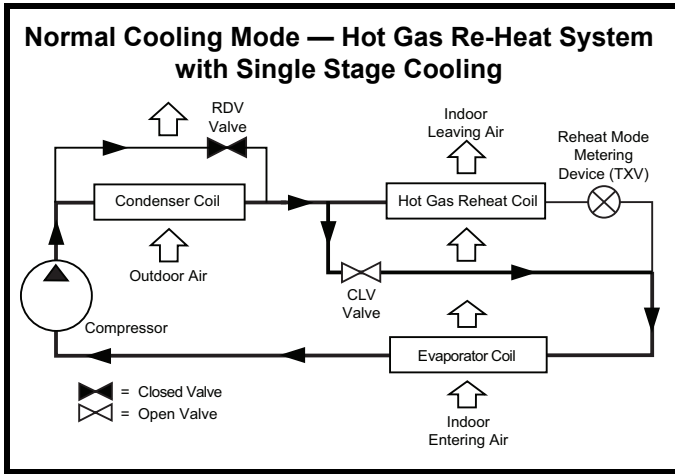 Normal Cooling Mode — Hot Gas Re-Heat System
with Single Stage Cooling
RDV
Valve
Indoor
Leaving Air
Reheat Mode
Metering
Device (TXV)
Condenser Coil
Hot Gas Reheat Coil
Outdoor Air
CLV
Valve
Compressor
Evaporator Coil
= Closed Valve
= Open Valve
Indoor
Entering Air